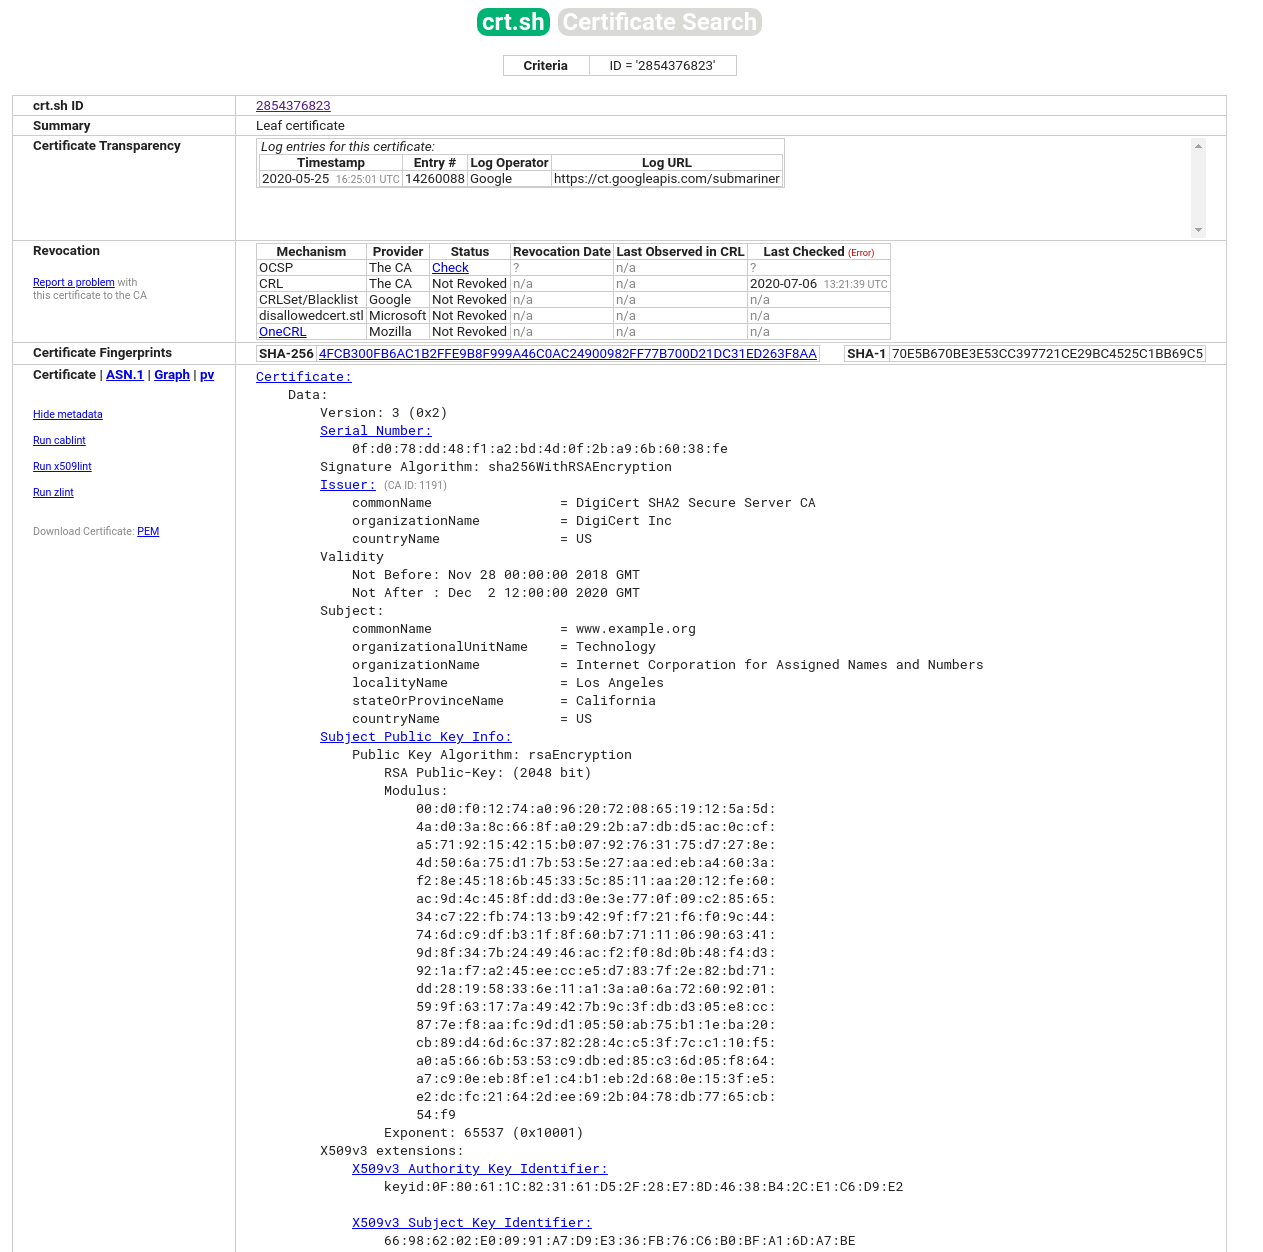 crt.sh Certificate Search
Criteria ID = '2854376823'
crt.sh ID 2854376823
Summary Leaf certificate
Certificate Transparency Log entries for this certificate:
Timestamp Entry # Log Operator Log URL
2020-05-25 16:25:01 UTC 14260088 Google https://ct.googleapis.com/submariner
Revocation Mechanism Provider Status Revocation Date Last Observed in CRL Last Checked (Error)
OCSP The CA Check ? n/a ?
Report a problem with CRL The CA Not Revoked n/a n/a 2020-07-06 13:21:39 UTC
this certificate to the CA CRLSet/Blacklist Google Not Revoked n/a n/a n/a
disallowedcert.stl Microsoft Not Revoked n/a n/a n/a
OneCRL Mozilla Not Revoked n/a n/a n/a
Certificate Fingerprints SHA-256 4FCB300FB6AC1B2FFE9B8F999A46C0AC24900982FF77B700D21DC31ED263F8AA SHA-1 70E5B670BE3E53CC397721CE29BC4525C1BB69C5
Certificate | ASN.1 | Graph | pv
Hide metadata
Run cablint
Run x509lint
Run zlint
Download Certificate: PEM
Certificate:
Data:
Version: 3 (0x2)
Serial Number:
0f:d0:78:dd:48:f1:a2:bd:4d:0f:2b:a9:6b:60:38:fe
Signature Algorithm: sha256WithRSAEncryption
Issuer: (CA ID: 1191)
commonName = DigiCert SHA2 Secure Server CA
organizationName = DigiCert Inc
countryName = US
Validity
Not Before: Nov 28 00:00:00 2018 GMT
Not After : Dec 2 12:00:00 2020 GMT
Subject:
commonName = www.example.org
organizationalUnitName = Technology
organizationName = Internet Corporation for Assigned Names and Numbers
localityName = Los Angeles
stateOrProvinceName = California
countryName = US
Subject Public Key Info:
Public Key Algorithm: rsaEncryption
RSA Public-Key: (2048 bit)
Modulus:
00:d0:f0:12:74:a0:96:20:72:08:65:19:12:5a:5d:
4a:d0:3a:8c:66:8f:a0:29:2b:a7:db:d5:ac:0c:cf:
a5:71:92:15:42:15:b0:07:92:76:31:75:d7:27:8e:
4d:50:6a:75:d1:7b:53:5e:27:aa:ed:eb:a4:60:3a:
f2:8e:45:18:6b:45:33:5c:85:11:aa:20:12:fe:60:
ac:9d:4c:45:8f:dd:d3:0e:3e:77:0f:09:c2:85:65:
34:c7:22:fb:74:13:b9:42:9f:f7:21:f6:f0:9c:44:
74:6d:c9:df:b3:1f:8f:60:b7:71:11:06:90:63:41:
9d:8f:34:7b:24:49:46:ac:f2:f0:8d:0b:48:f4:d3:
92:1a:f7:a2:45:ee:cc:e5:d7:83:7f:2e:82:bd:71:
dd:28:19:58:33:6e:11:a1:3a:a0:6a:72:60:92:01:
59:9f:63:17:7a:49:42:7b:9c:3f:db:d3:05:e8:cc:
87:7e:f8:aa:fc:9d:d1:05:50:ab:75:b1:1e:ba:20:
cb:89:d4:6d:6c:37:82:28:4c:c5:3f:7c:c1:10:f5:
a0:a5:66:6b:53:53:c9:db:ed:85:c3:6d:05:f8:64:
a7:c9:0e:eb:8f:e1:c4:b1:eb:2d:68:0e:15:3f:e5:
e2:dc:fc:21:64:2d:ee:69:2b:04:78:db:77:65:cb:
54:f9
Exponent: 65537 (0x10001)
X509v3 extensions:
X509v3 Authority Key Identifier:
keyid:0F:80:61:1C:82:31:61:D5:2F:28:E7:8D:46:38:B4:2C:E1:C6:D9:E2
X509v3 Subject Key Identifier:
66:98:62:02:E0:09:91:A7:D9:E3:36:FB:76:C6:B0:BF:A1:6D:A7:BE